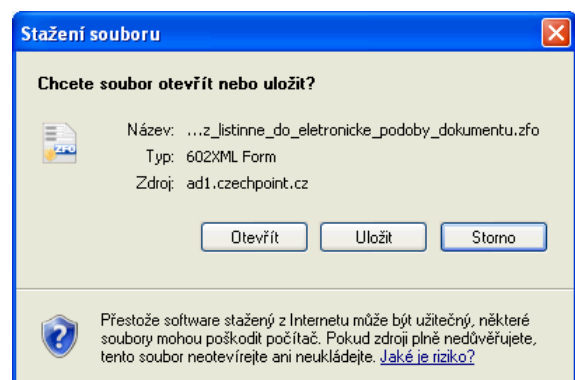 Stažení souboru
Chcete soubor otevřít nebo uložit?
Název: ...z_listinne_do_eletronicke_podoby_dokumentu.zfo
Typ: 602XML Form
Zdroj: ad1.czechpoint.cz
ZFO
Otevřít Uložit Storno
Přestože software stažený z Internetu může být užitečný, některé
soubory mohou poškodit počítač. Pokud zdroji plně nedůvěřujete,
tento soubor neotevírejte ani neukládejte. Jaké je riziko?